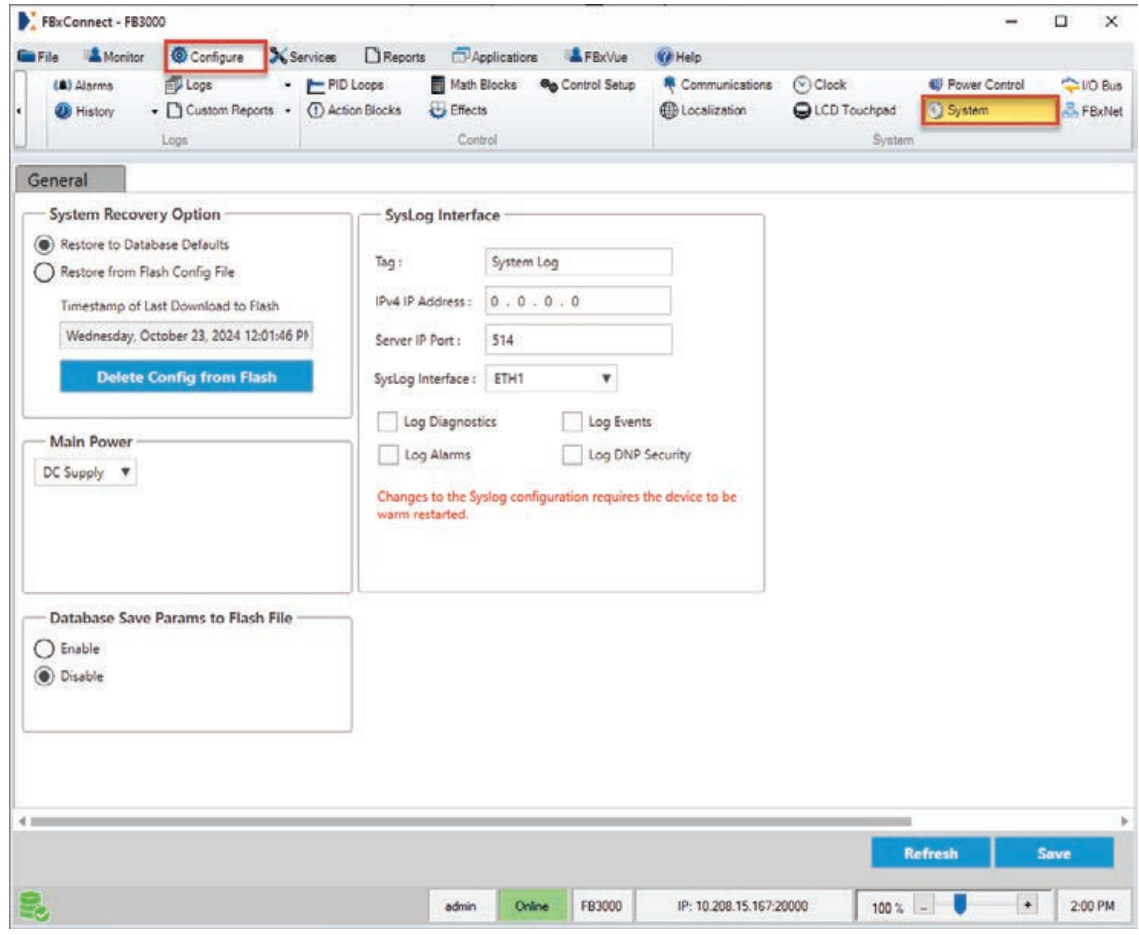 FBxConnect - FB3000
File Monitor Configure Services Reports Applications FBxVue Help
Alarms Logs PID Loops Math Blocks Control Setup Communications Clock Power Control I/O Bus
History Custom Reports Action Blocks Effects Localization LCD Touchpad System FBxNet
Logs Control System
General
System Recovery Option
Restore to Database Defaults
Restore from Flash Config File
Timestamp of Last Download to Flash
Wednesday, October 23, 2024 12:01:46 PM
Delete Config from Flash
Main Power
DC Supply
Database Save Params to Flash File
Enable
Disable
SysLog Interface
Tag : System Log
IPv4 IP Address : 0 . 0 . 0 . 0
Server IP Port : 514
SysLog Interface : ETH1
Log Diagnostics Log Events
Log Alarms Log DNP Security
Changes to the Syslog configuration requires the device to be
warm restarted.
Refresh Save
admin Online FB3000 IP: 10.208.15.167:20000 100 % - + 2:00 PM